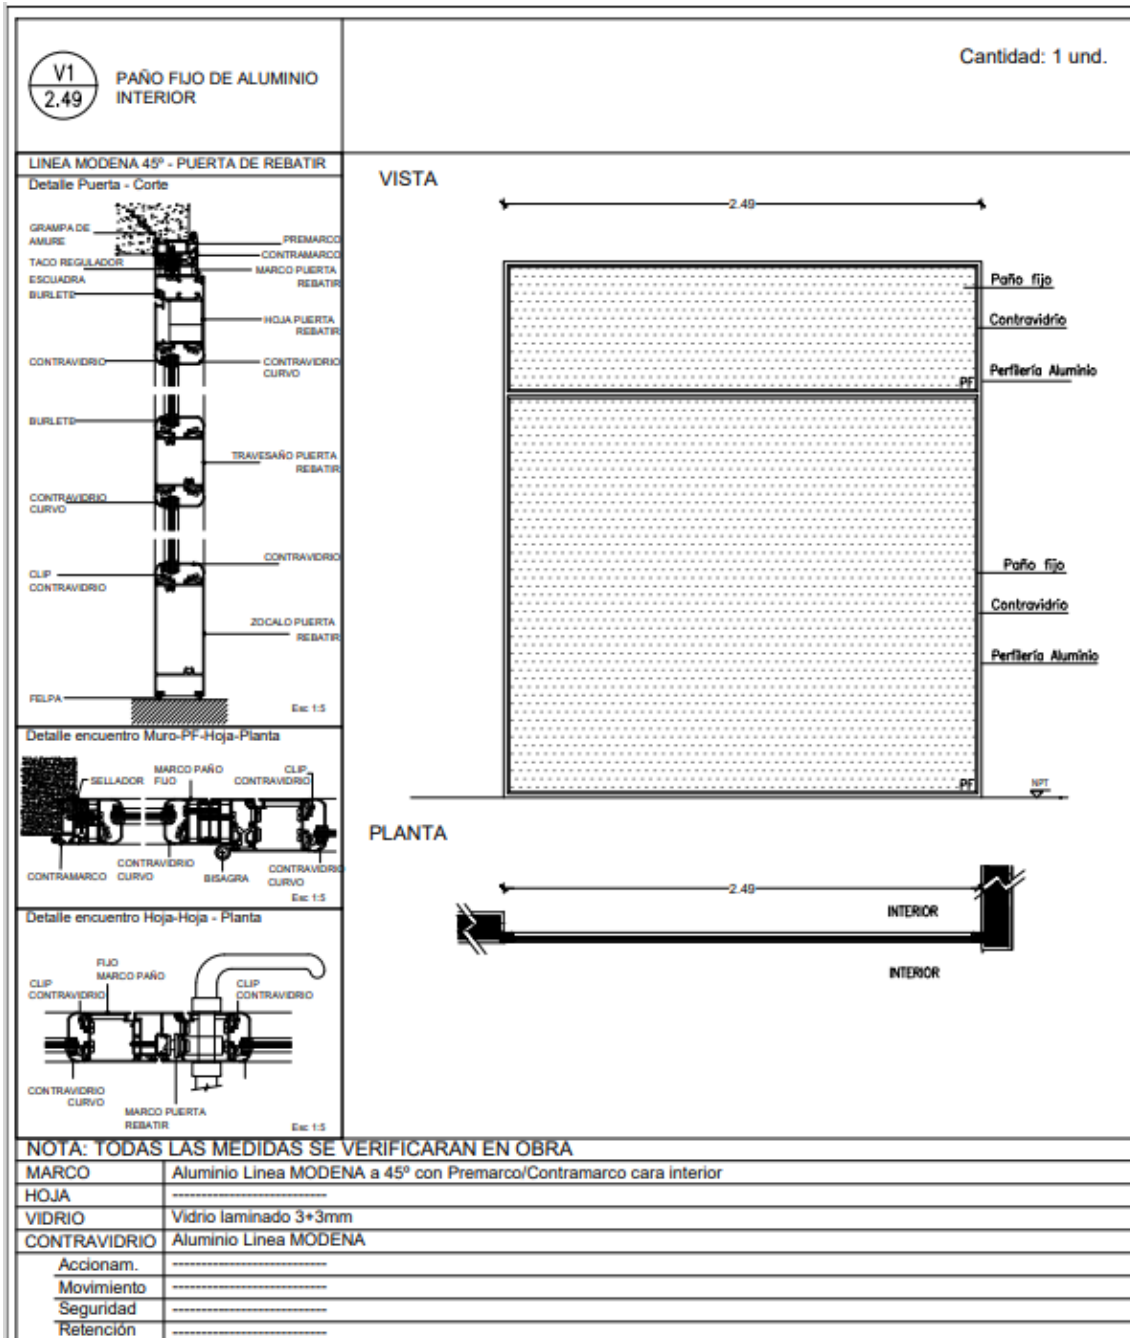 V1
2.49
PAÑO FIJO DE ALUMINIO
INTERIOR
Cantidad: 1 und.
LINEA MODENA 45º - PUERTA DE REBATIR
Detalle Puerta - Corte
GRAMPA DE
AMURE
TACO REGULADOR
ESCUADRA
BURLETE
CONTRAVIDRIO
BURLETE
CONTRAVIDRIO
CURVO
CLIP
CONTRAVIDRIO
FELPA
PREMARCO
CONTRAMARCO
MARCO PUERTA
REBATIR
HOJA PUERTA
REBATIR
CONTRAVIDRIO
CURVO
TRAVESAÑO PUERTA
REBATIR
CONTRAVIDRIO
ZOCALO PUERTA
REBATIR
Esc 1:5
Detalle encuentro Muro-PF-Hoja-Planta
SELLADOR
MARCO PAÑO
FIJO
CLIP
CONTRAVIDRIO
CONTRAMARCO
CONTRAVIDRIO
CURVO
BISAGRA
CONTRAVIDRIO
CURVO
Esc 1:5
Detalle encuentro Hoja-Hoja - Planta
FIJO
MARCO PAÑO
CLIP
CONTRAVIDRIO
CLIP
CONTRAVIDRIO
CONTRAVIDRIO
CURVO
MARCO PUERTA
REBATIR
Esc 1:5
VISTA
2.49
Paño fijo
Contravidrio
PF
Perfilería Aluminio
Paño fijo
Contravidrio
Perfilería Aluminio
PF
NPT
PLANTA
2.49
INTERIOR
INTERIOR
NOTA: TODAS LAS MEDIDAS SE VERIFICARAN EN OBRA
MARCO Aluminio Linea MODENA a 45º con Premarco/Contramarco cara interior
HOJA ---------------------------
VIDRIO Vidrio laminado 3+3mm
CONTRAVIDRIO Aluminio Linea MODENA
Accionam. ---------------------------
Movimiento ---------------------------
Seguridad ---------------------------
Retención ---------------------------